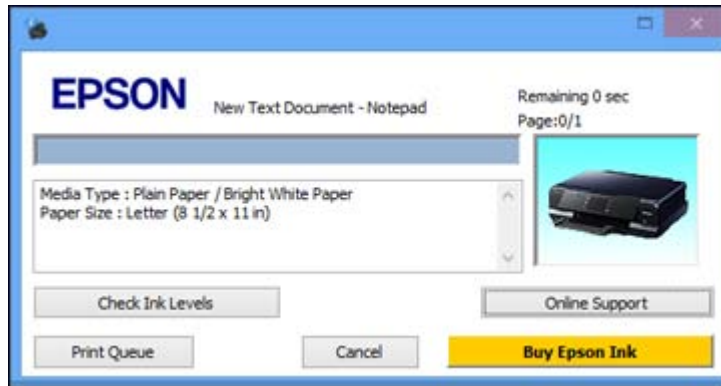 EPSON
New Text Document - Notepad
Remaining 0 sec
Page:0/1
Media Type : Plain Paper / Bright White Paper
Paper Size : Letter (8 1/2 x 11 in)
Check Ink Levels
Online Support
Print Queue
Cancel
Buy Epson Ink